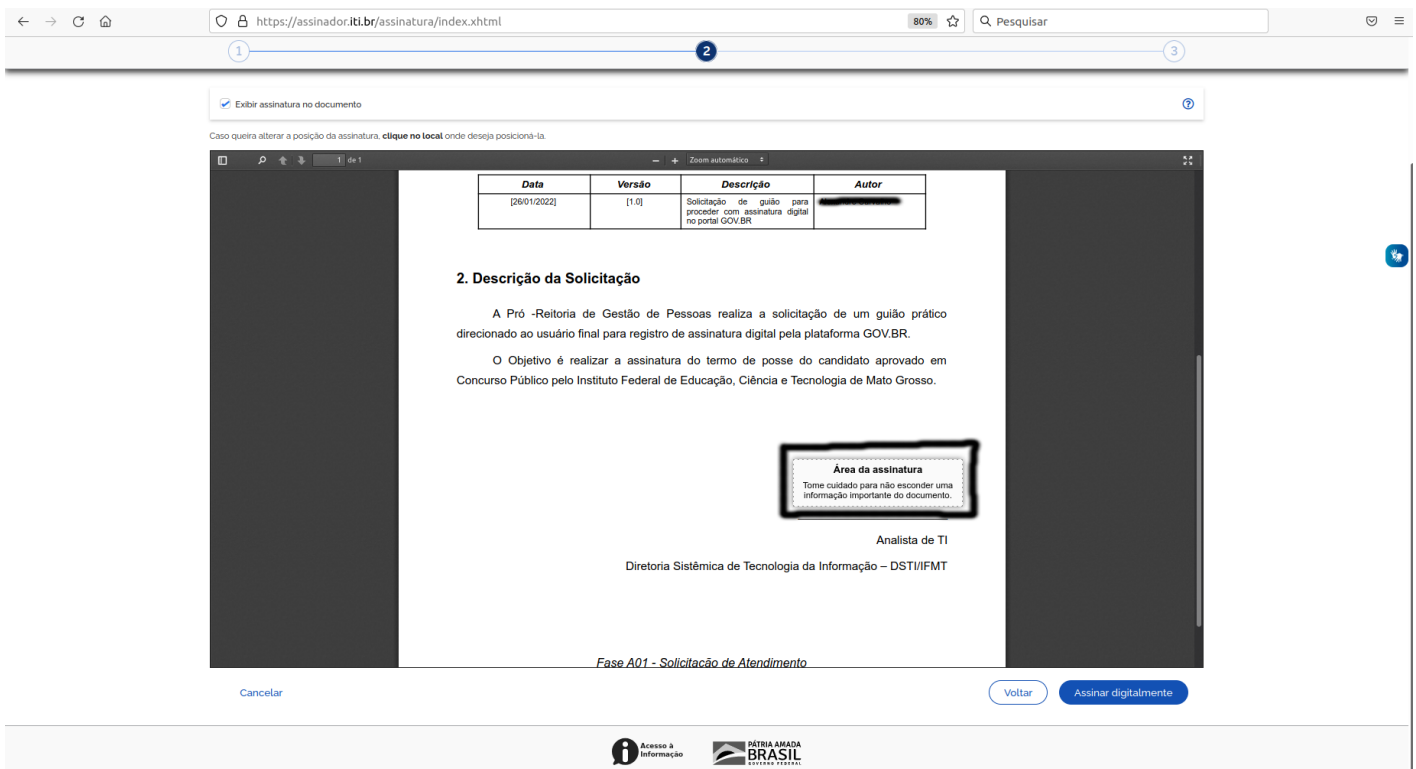 https://assinador.iti.br/assinatura/index.xhtml
80%
Pesquisar
1
2
3
Exibir assinatura no documento
Caso queira alterar a posição da assinatura, clique no local onde deseja posicioná-la.
1 de 1
Zoom automático
Data Versão Descrição Autor
[26/01/2022] [1.0] Solicitação de guião para
proceder com assinatura digital
no portal GOV.BR
2. Descrição da Solicitação
A Pró -Reitoria de Gestão de Pessoas realiza a solicitação de um guião prático
direcionado ao usuário final para registro de assinatura digital pela plataforma GOV.BR.
O Objetivo é realizar a assinatura do termo de posse do candidato aprovado em
Concurso Público pelo Instituto Federal de Educação, Ciência e Tecnologia de Mato Grosso.
Área da assinatura
Tome cuidado para não esconder uma
informação importante do documento.
Analista de TI
Diretoria Sistêmica de Tecnologia da Informação – DSTI/IFMT
Fase A01 - Solicitação de Atendimento
Cancelar
Voltar
Assinar digitalmente
Acesso à
Informação
PÁTRIA AMADA
BRASIL
GOVERNO FEDERAL